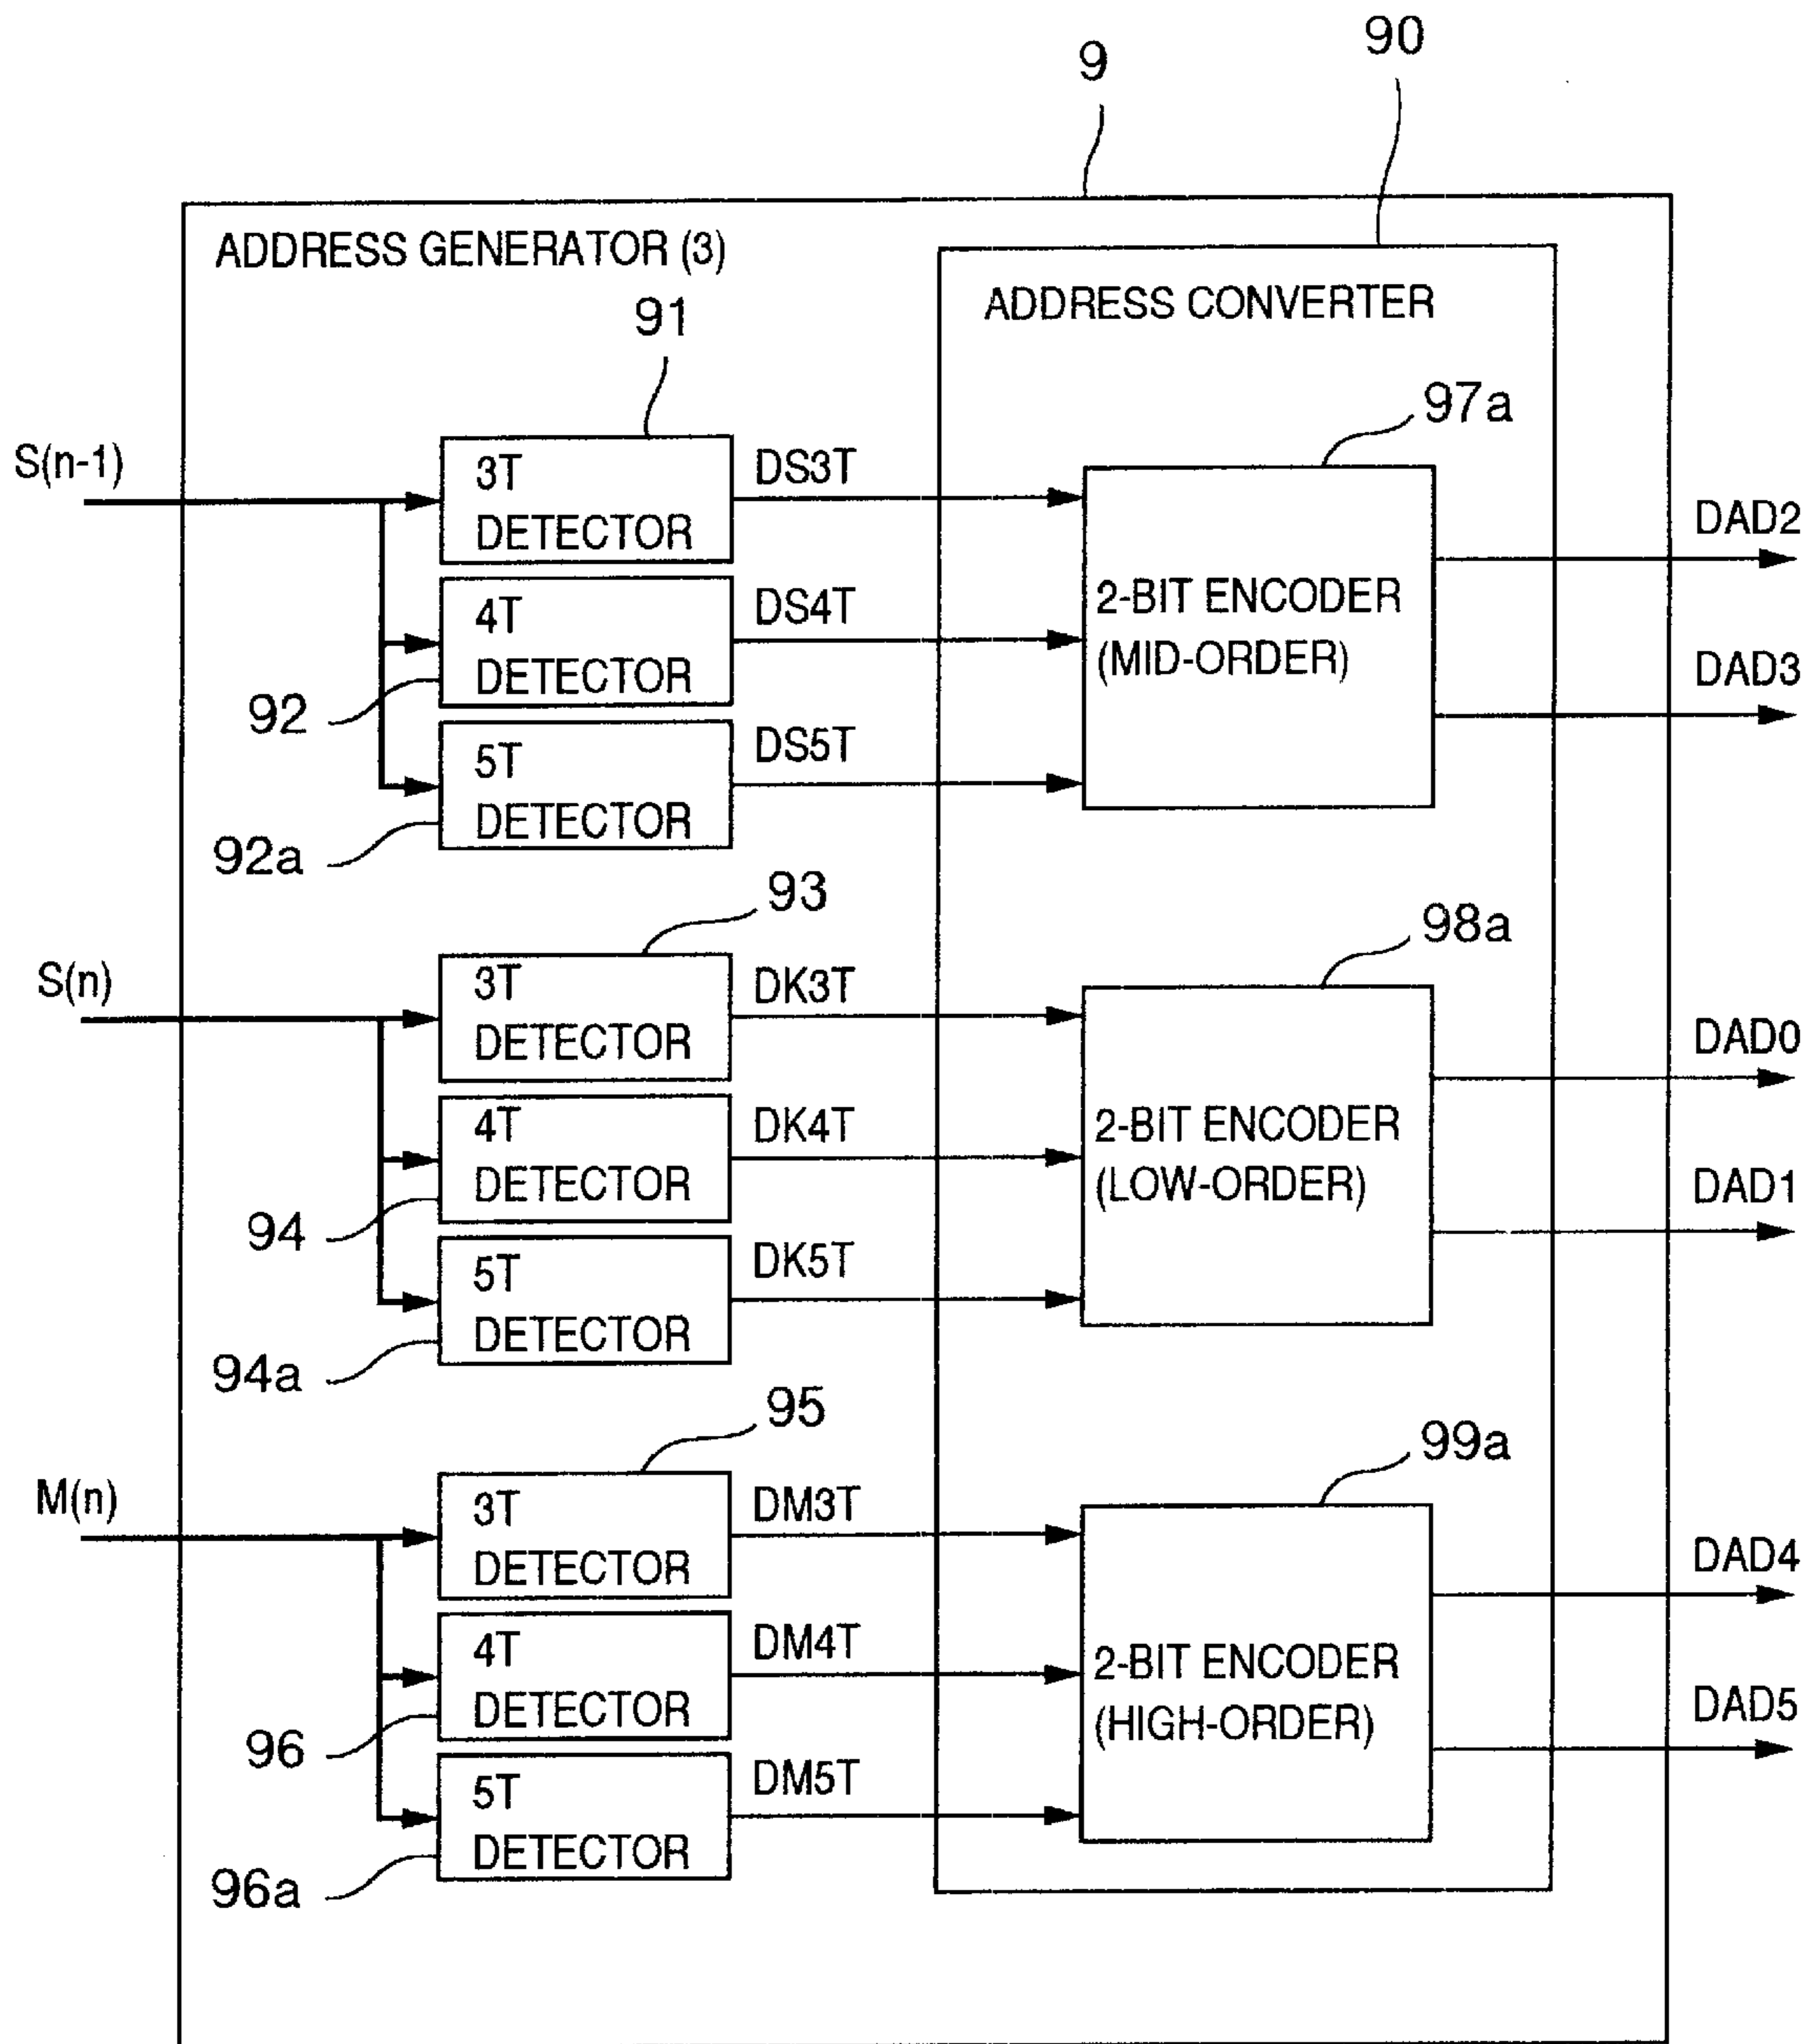 90
9
ADDRESS GENERATOR (3)
ADDRESS CONVERTER
91
97a
S(n-1)
3T
DETECTOR
DS3T
DAD2
4T
DETECTOR
DS4T
2-BIT ENCODER
(MID-ORDER)
92
DAD3
5T
DETECTOR
DS5T
92a
93
98a
S(n)
3T
DETECTOR
DK3T
DAD0
4T
DETECTOR
DK4T
2-BIT ENCODER
(LOW-ORDER)
94
DAD1
5T
DETECTOR
DK5T
94a
95
99a
M(n)
3T
DETECTOR
DM3T
DAD4
4T
DETECTOR
DM4T
2-BIT ENCODER
(HIGH-ORDER)
96
DAD5
5T
DETECTOR
DM5T
96a